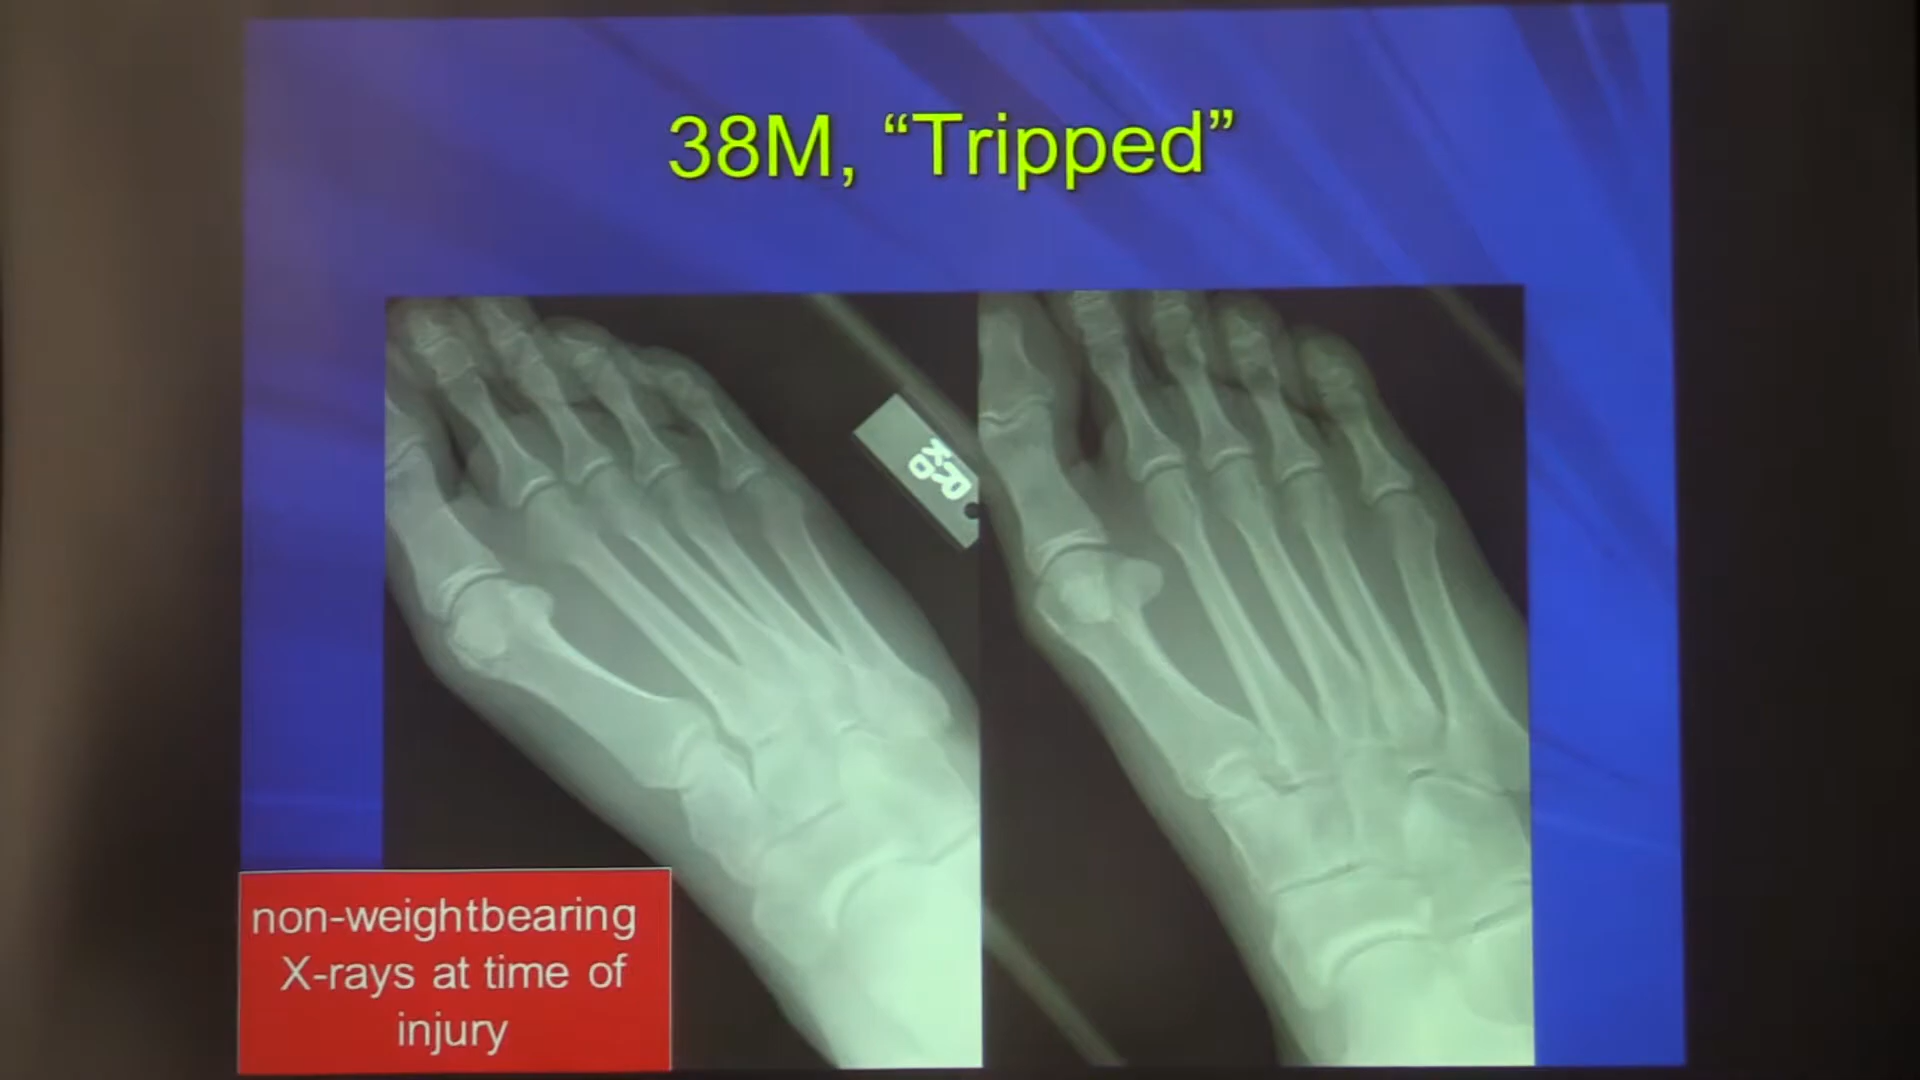 38M, “Tripped”
non-weightbearing
X-rays at time of
injury